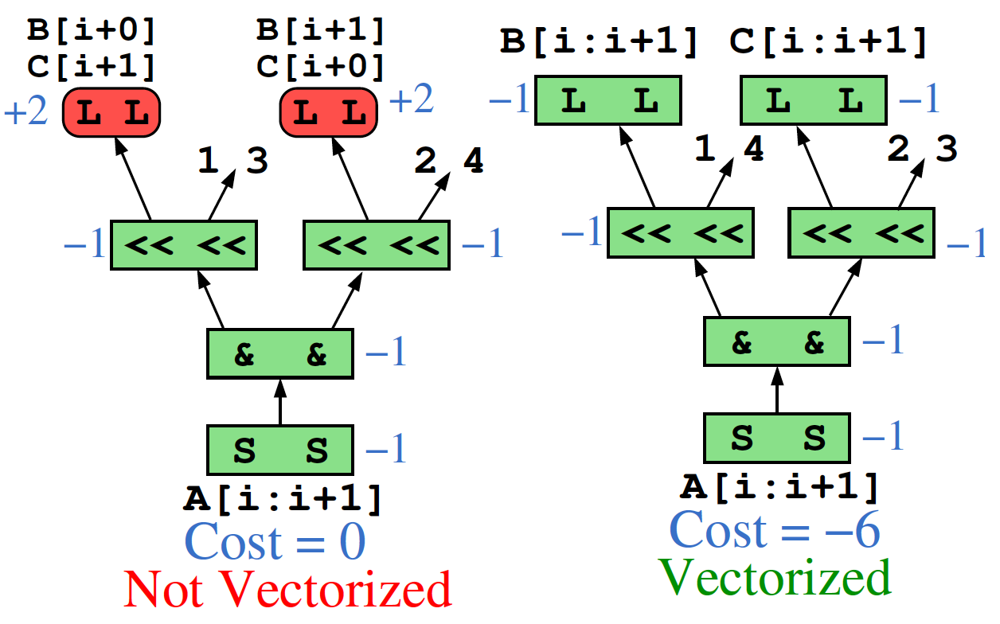 B[i+0]
C[i+1]
+2
L L
1 3
−1
<< <<
B[i+1]
C[i+0]
L L
+2
2 4
<< <<
−1
& &
−1
S S
−1
A[i:i+1]
Cost = 0
Not Vectorized
B[i:i+1]
−1
L L
1 4
−1
<< <<
C[i:i+1]
L L
−1
2 3
<< <<
−1
& &
−1
S S
−1
A[i:i+1]
Cost = −6
Vectorized